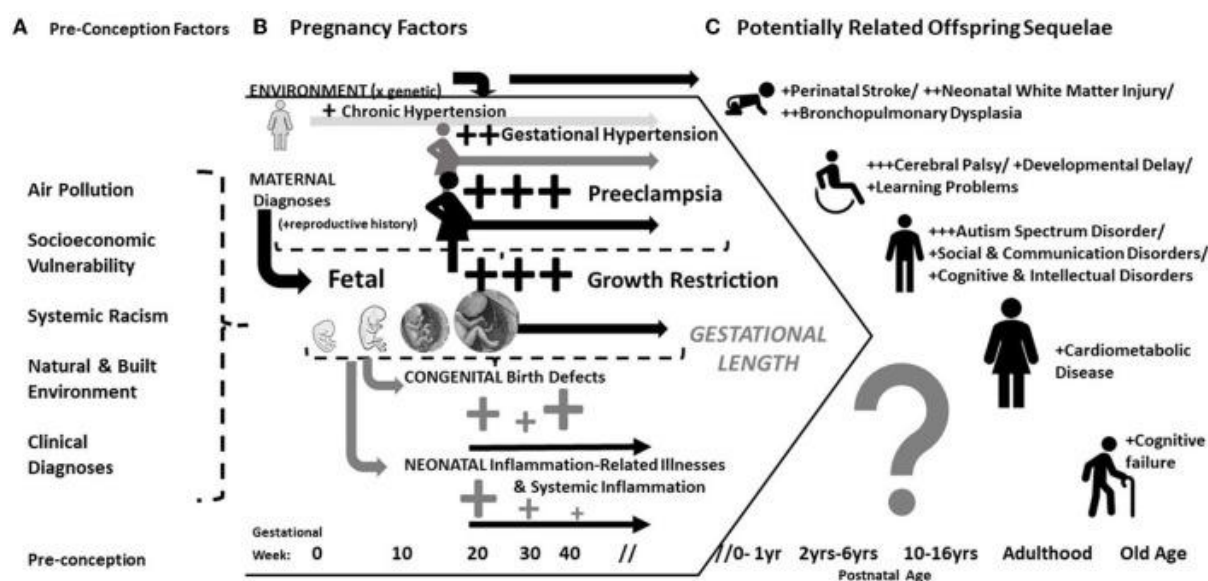 A Pre-Conception Factors
B Pregnancy Factors
C Potentially Related Offspring Sequelae
Air Pollution
Socioeconomic
Vulnerability
Systemic Racism
Natural & Built
Environment
Clinical
Diagnoses
Pre-conception
ENVIRONMENT (x genetic)
+ Chronic Hypertension
++Gestational Hypertension
MATERNAL
Diagnoses
(+reproductive history)
+++ Preeclampsia
Fetal +++ Growth Restriction
GESTATIONAL
LENGTH
CONGENITAL Birth Defects
+ + +
NEONATAL Inflammation-Related Illnesses
& Systemic Inflammation
+ + +
Gestational
Week: 0 10 20 30 40 //
+Perinatal Stroke/ ++Neonatal White Matter Injury/
++Bronchopulmonary Dysplasia
+++Cerebral Palsy/ +Developmental Delay/
+Learning Problems
+++Autism Spectrum Disorder/
+Social & Communication Disorders/
+Cognitive & Intellectual Disorders
+Cardiometabolic
Disease
?
+Cognitive
failure
//0- 1yr 2yrs-6yrs 10-16yrs Adulthood Old Age
Postnatal Age